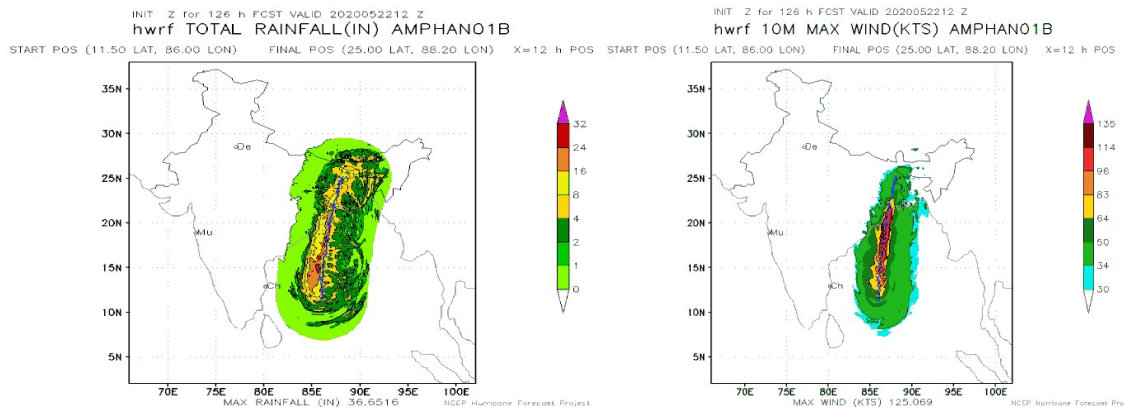 INIT Z for 126 h FCST VALID 2020052212 Z
hwrf TOTAL RAINFALL(IN) AMPHAN01B
START POS (11.50 LAT, 86.00 LON) FINAL POS (25.00 LAT, 88.20 LON) X=12 h POS
35N
30N
25N
20N
15N
10N
5N
De
Mu
Ch
32
24
16
8
4
2
1
0
70E 75E 80E 85E 90E 95E 100E
MAX RAINFALL (IN) 36.6516
NCEP Hurricane Forecast Project
INIT Z for 126 h FCST VALID 2020052212 Z
hwrf 10M MAX WIND(KTS) AMPHAN01B
START POS (11.50 LAT, 86.00 LON) FINAL POS (25.00 LAT, 88.20 LON) X=12 h POS
35N
30N
25N
20N
15N
10N
5N
De
Mu
Ch
135
114
96
83
64
50
34
30
70E 75E 80E 85E 90E 95E 100E
MAX WIND (KTS) 125.069
NCEP Hurricane Forecast Pro